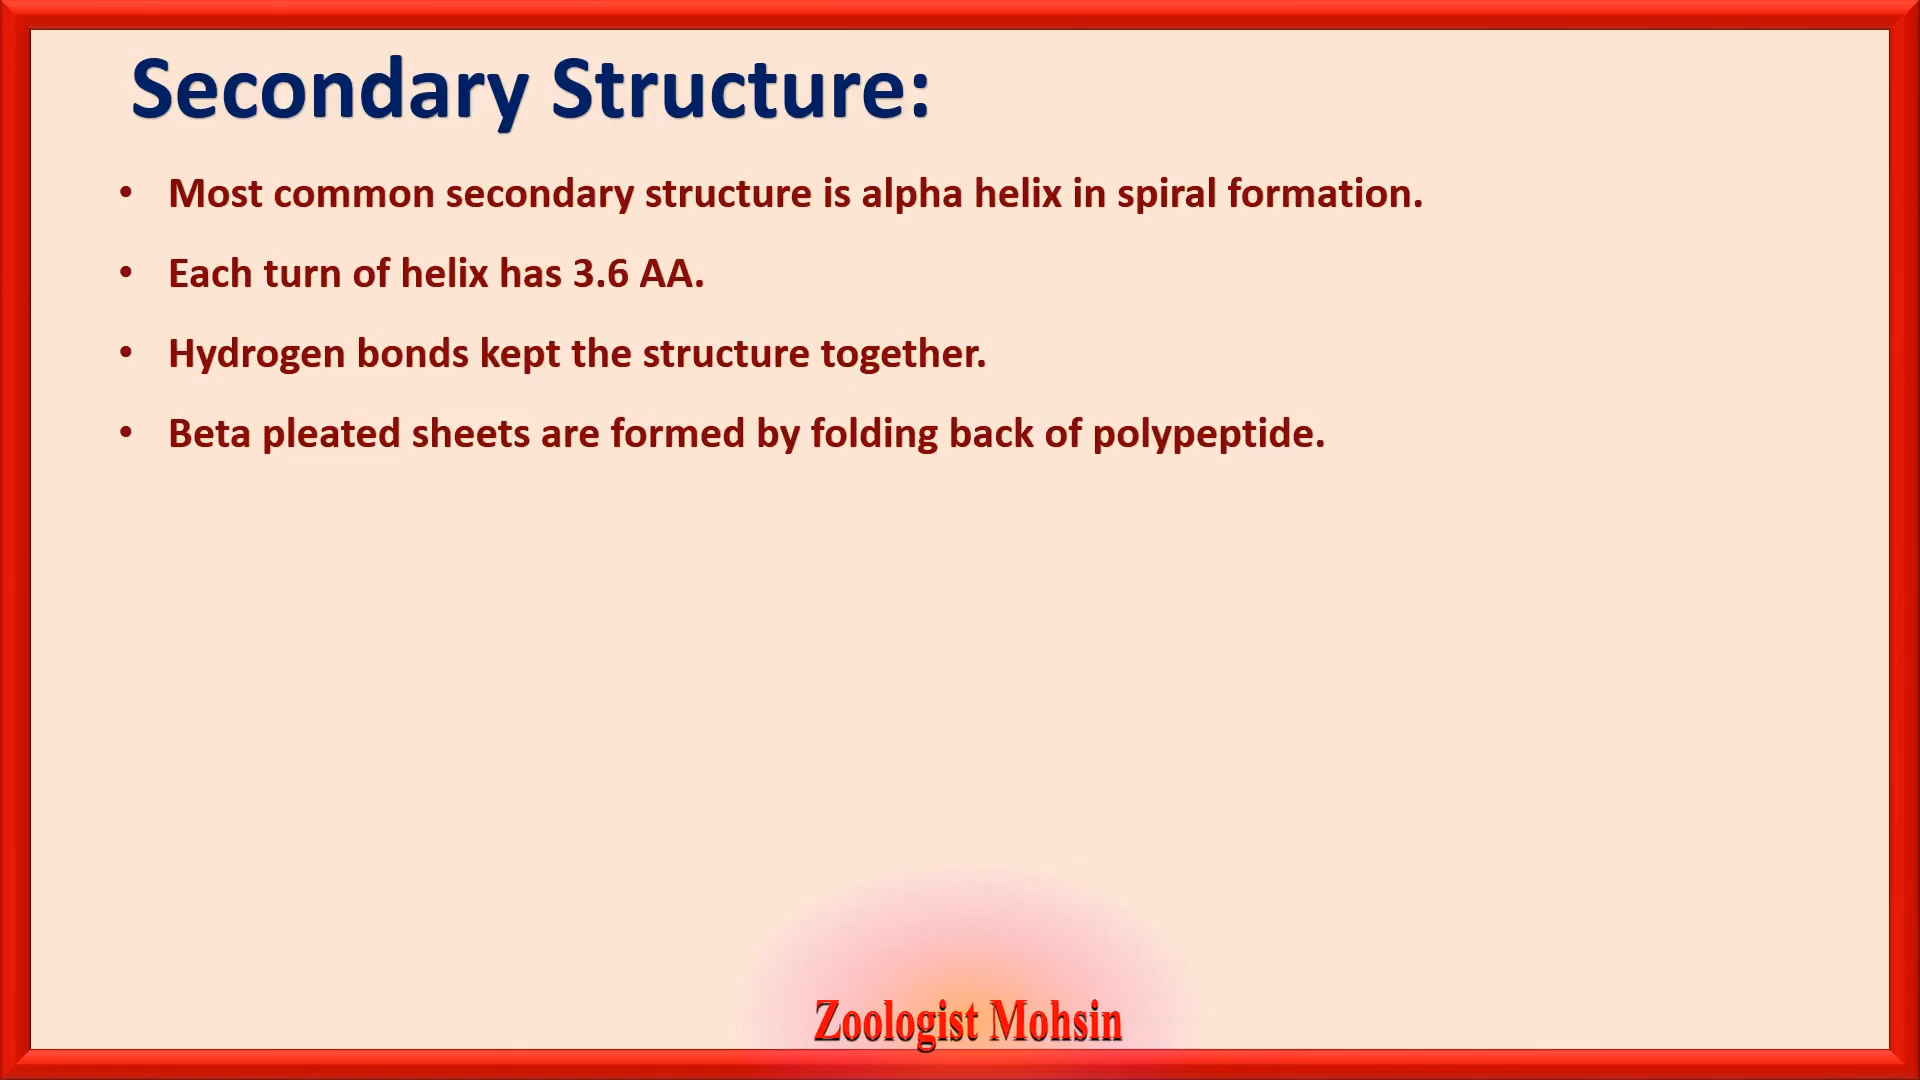 Secondary Structure:
• Most common secondary structure is alpha helix in spiral formation.
• Each turn of helix has 3.6 AA.
• Hydrogen bonds kept the structure together.
• Beta pleated sheets are formed by folding back of polypeptide.
Zoologist Mohsin